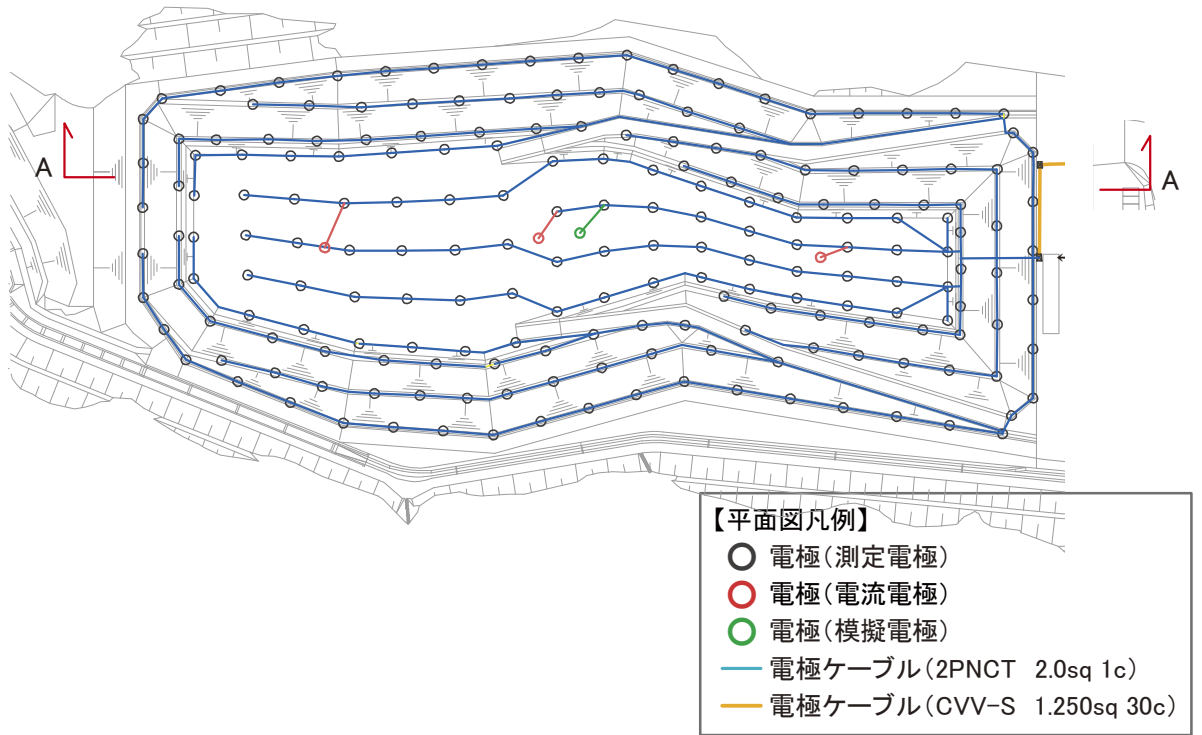 A
A
【平面図凡例】
電極(測定電極)
電極(電流電極)
電極(模擬電極)
電極ケーブル(2PNCT 2.0sq 1c)
電極ケーブル(CVV-S 1.250sq 30c)